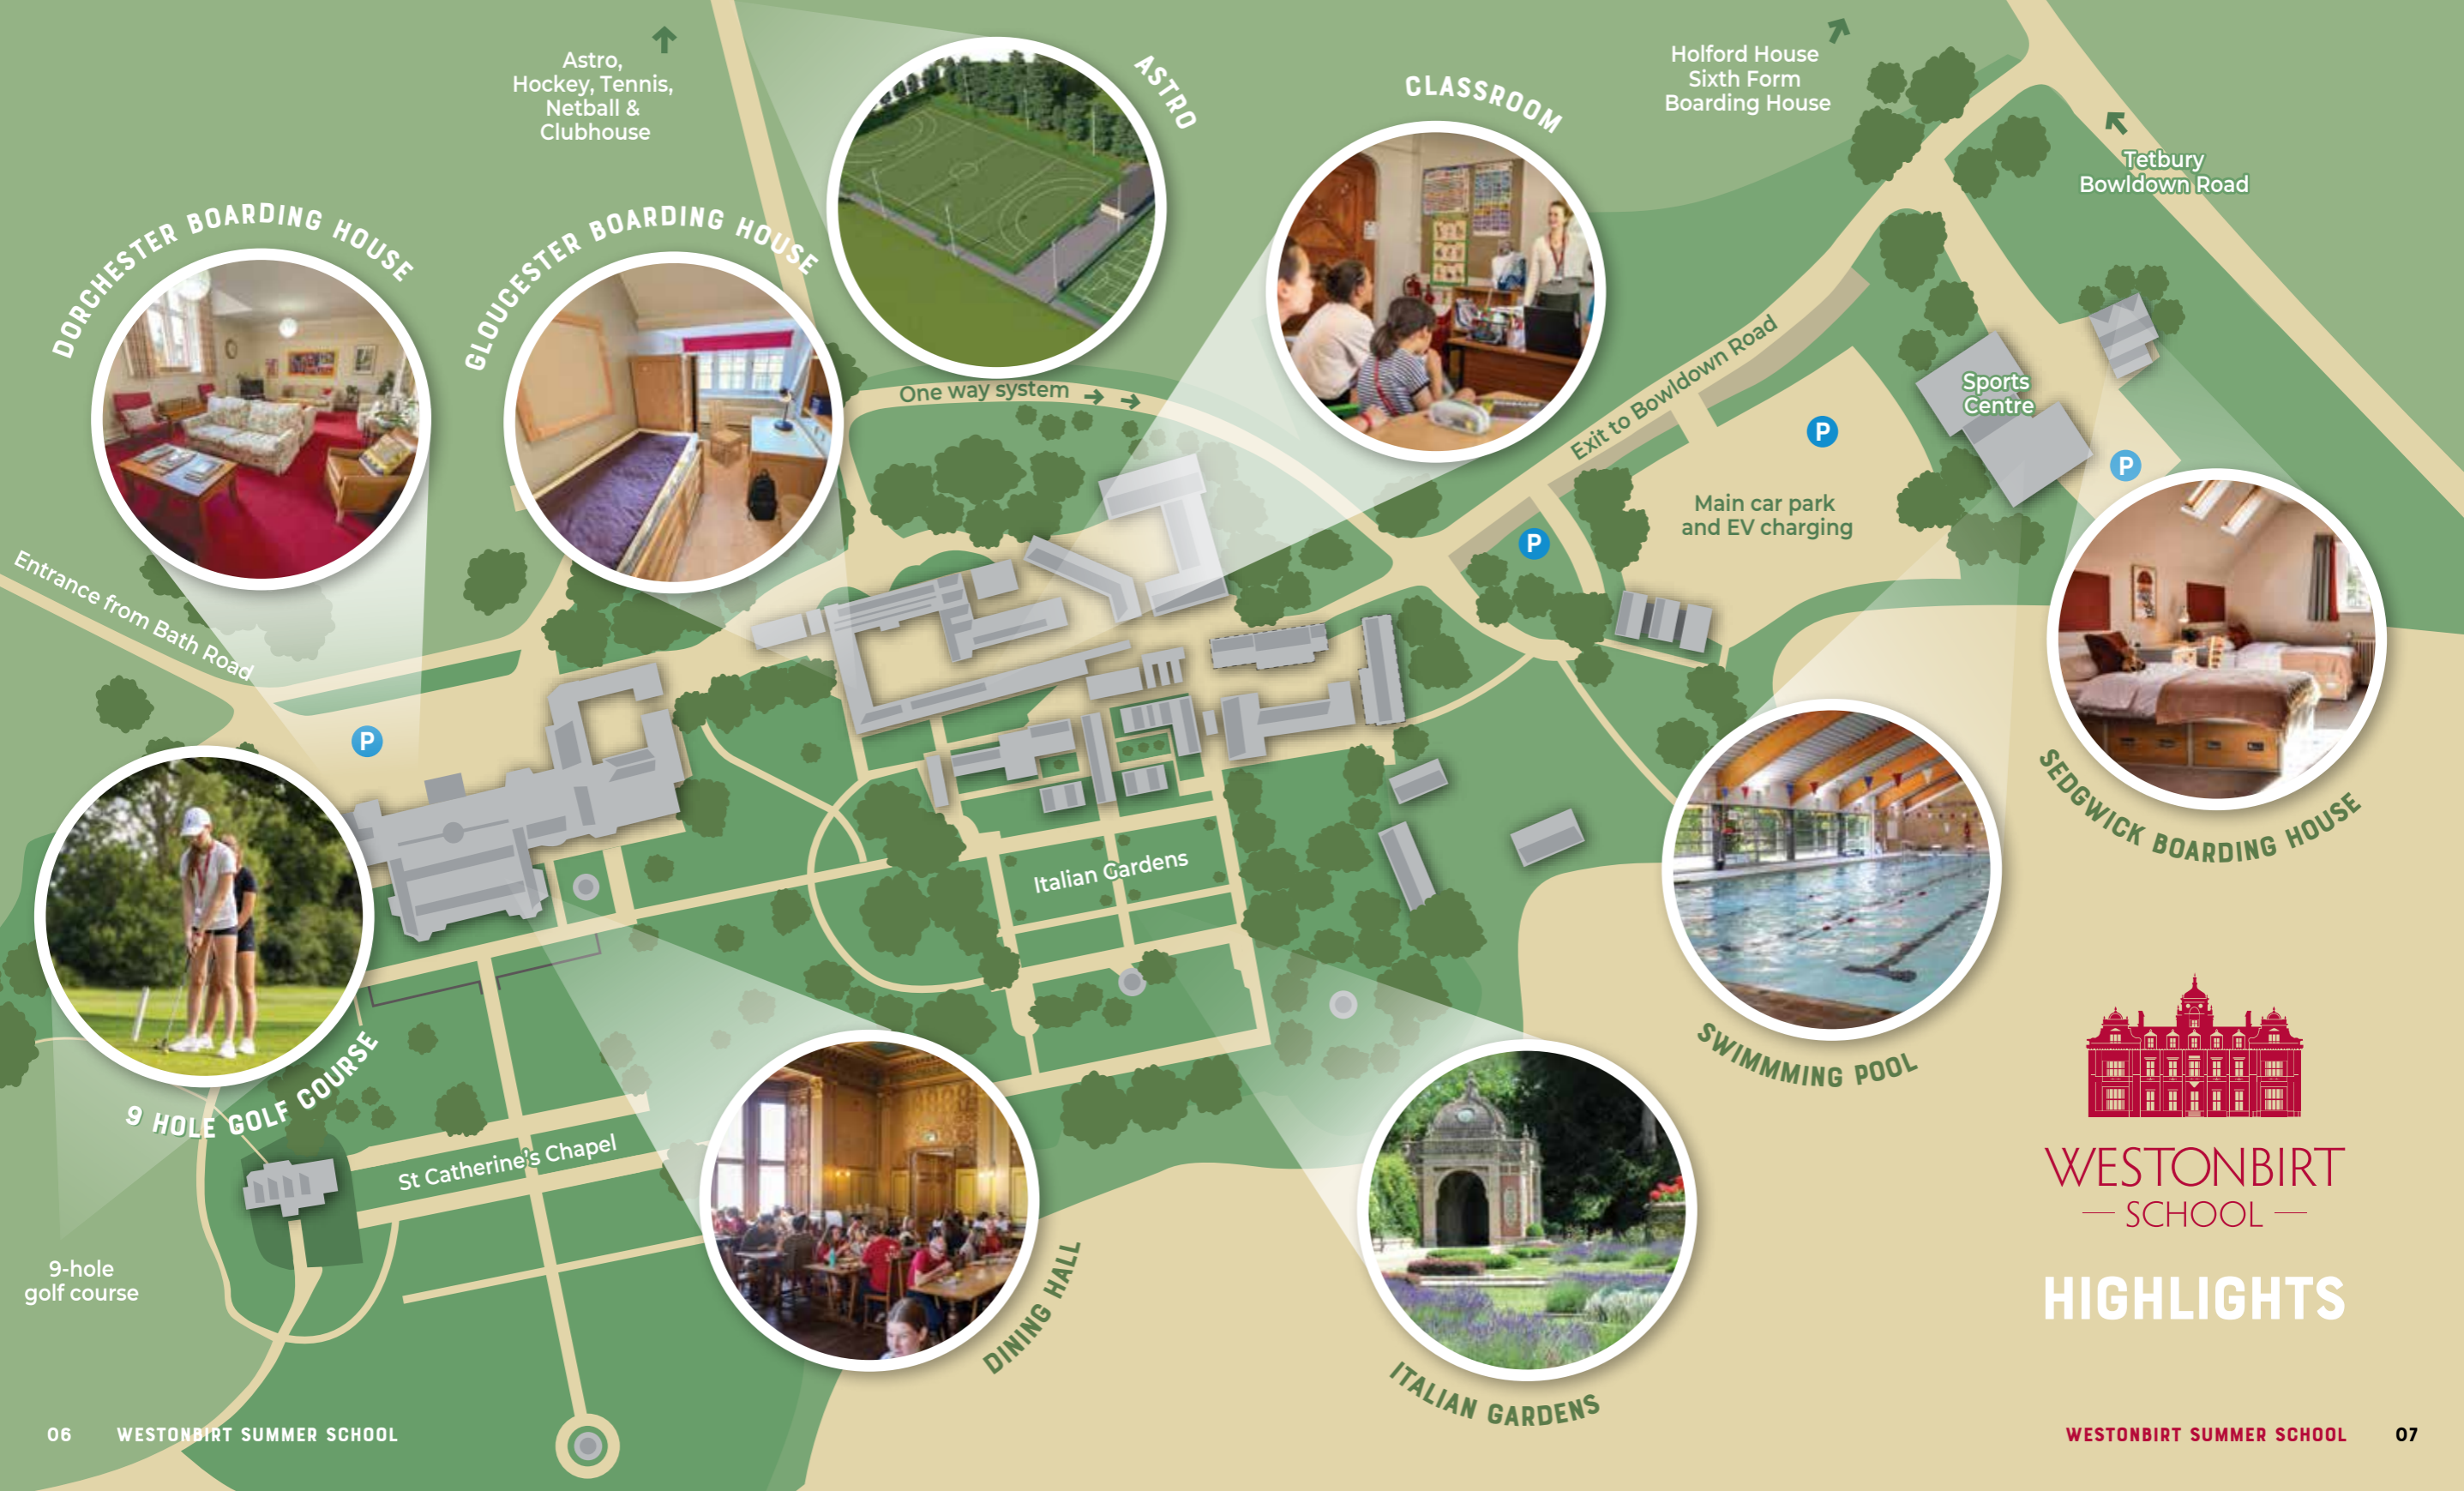 Astro,
Hockey, Tennis,
Netball &
Clubhouse
ASTRO
CLASSROOM
Holford House
Sixth Form
Boarding House
Tetbury
Bowldown Road
DORCHESTER BOARDING HOUSE
GLOUCESTER BOARDING HOUSE
One way system
Exit to Bowldown Road
Sports
Centre
P
P
Main car park
and EV charging
P
Entrance from Bath Road
P
SEDGWICK BOARDING HOUSE
Italian Gardens
SWIMMMING POOL
9 HOLE GOLF COURSE
St Catherine's Chapel
9-hole
golf course
DINING HALL
ITALIAN GARDENS
WESTONBIRT
SCHOOL
HIGHLIGHTS
06 WESTONBIRT SUMMER SCHOOL
WESTONBIRT SUMMER SCHOOL 07